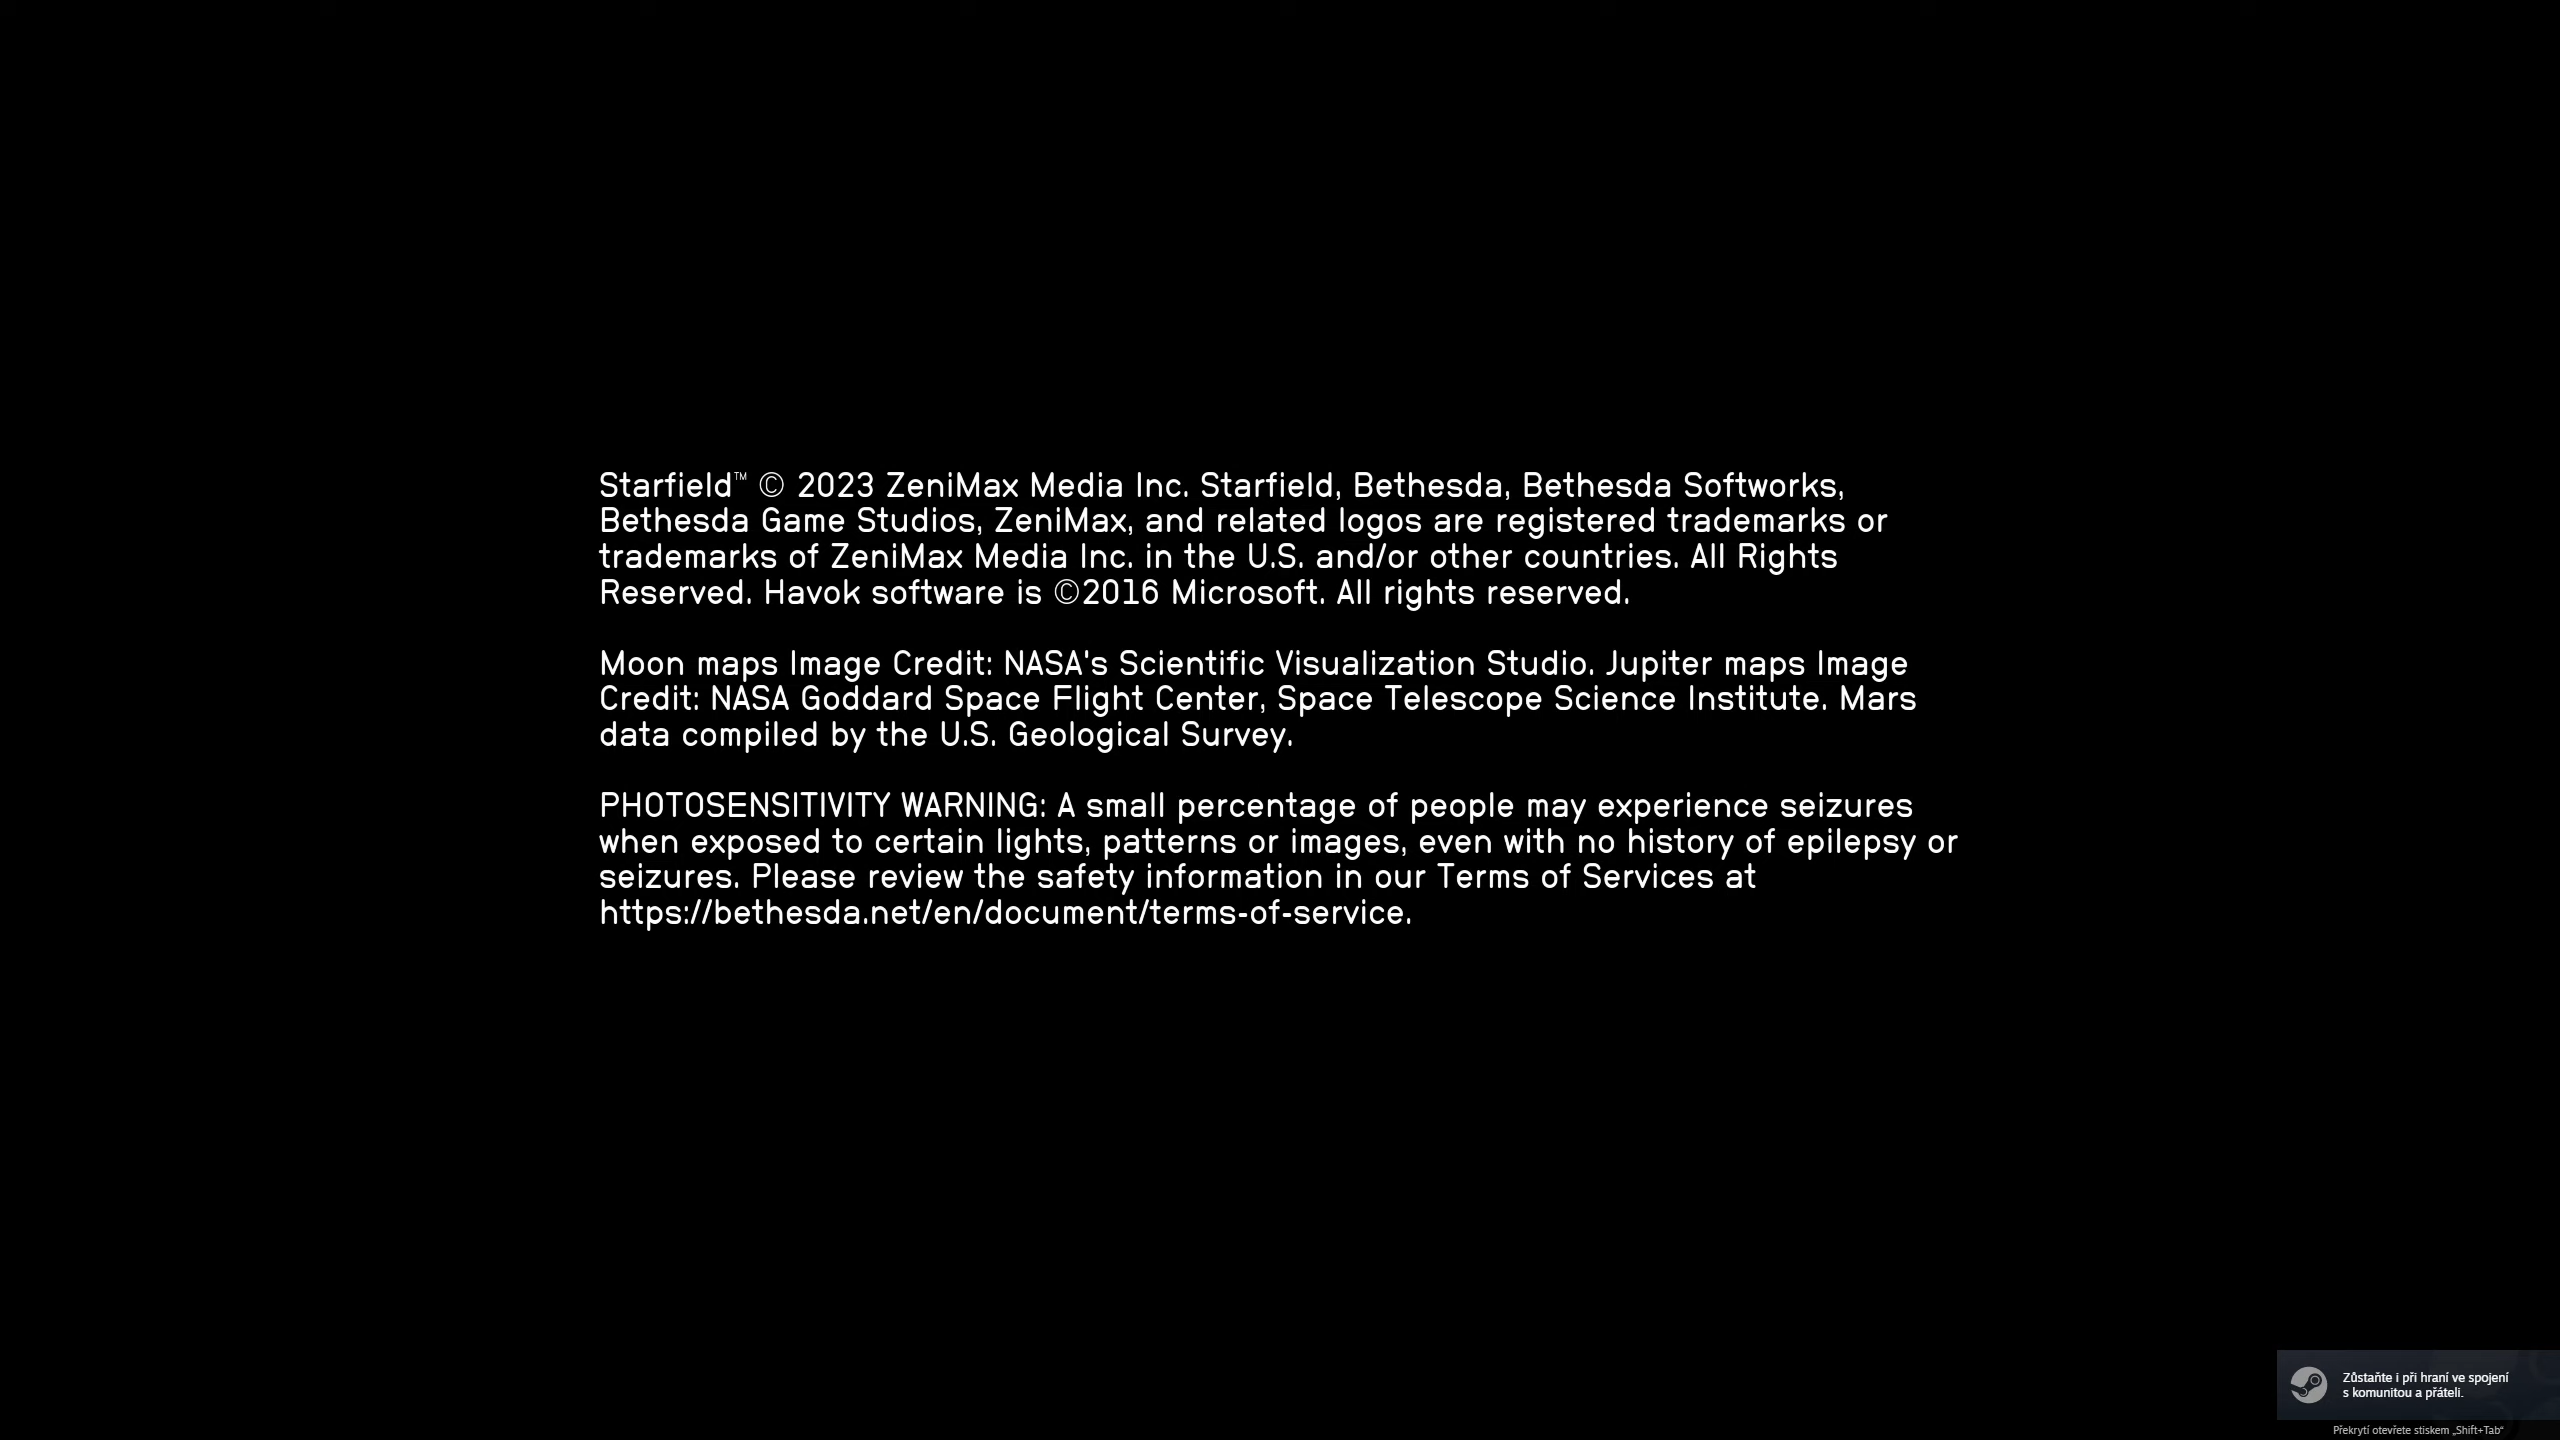 Starfield™ © 2023 ZeniMax Media Inc. Starfield, Bethesda, Bethesda Softworks,
Bethesda Game Studios, ZeniMax, and related logos are registered trademarks or
trademarks of ZeniMax Media Inc. in the U.S. and/or other countries. All Rights
Reserved. Havok software is ©2016 Microsoft. All rights reserved.
Moon maps Image Credit: NASA's Scientific Visualization Studio. Jupiter maps Image
Credit: NASA Goddard Space Flight Center, Space Telescope Science Institute. Mars
data compiled by the U.S. Geological Survey.
PHOTOSENSITIVITY WARNING: A small percentage of people may experience seizures
when exposed to certain lights, patterns or images, even with no history of epilepsy or
seizures. Please review the safety information in our Terms of Services at
https://bethesda.net/en/document/terms-of-service.
Zůstaňte i při hraní ve spojení
s komunitou a přáteli.
Překrytí otevřete stiskem „Shift+Tab“